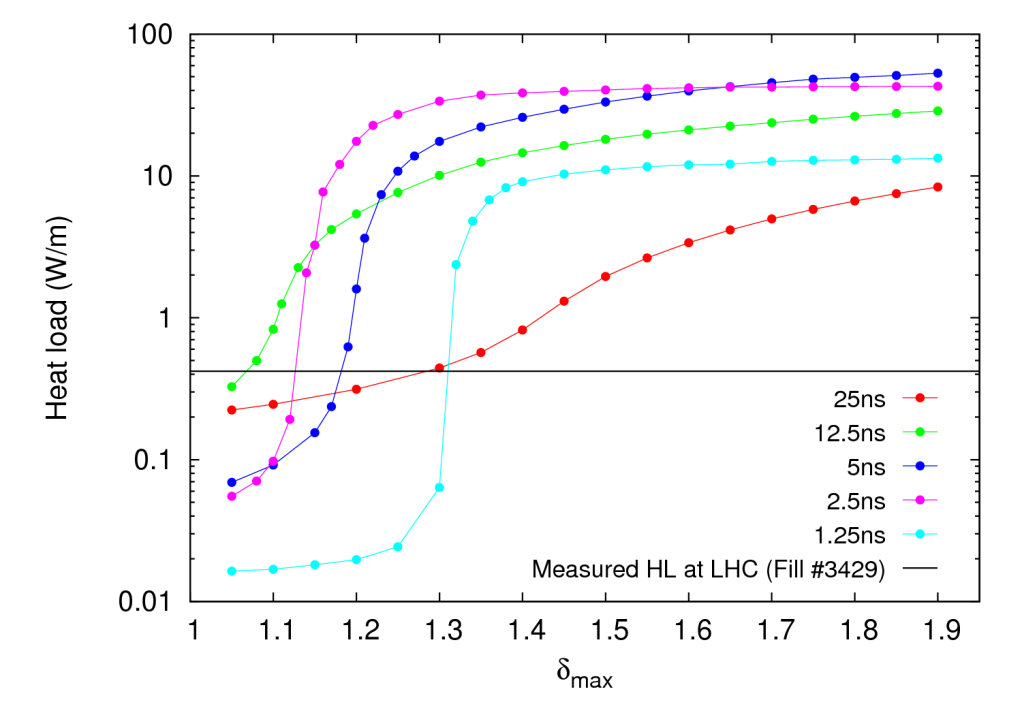 100
10
1
0.1
0.01
Heat load (W/m)
25ns
12.5ns
5ns
2.5ns
1.25ns
Measured HL at LHC (Fill #3429)
1 1.1 1.2 1.3 1.4 1.5 1.6 1.7 1.8 1.9
δmax